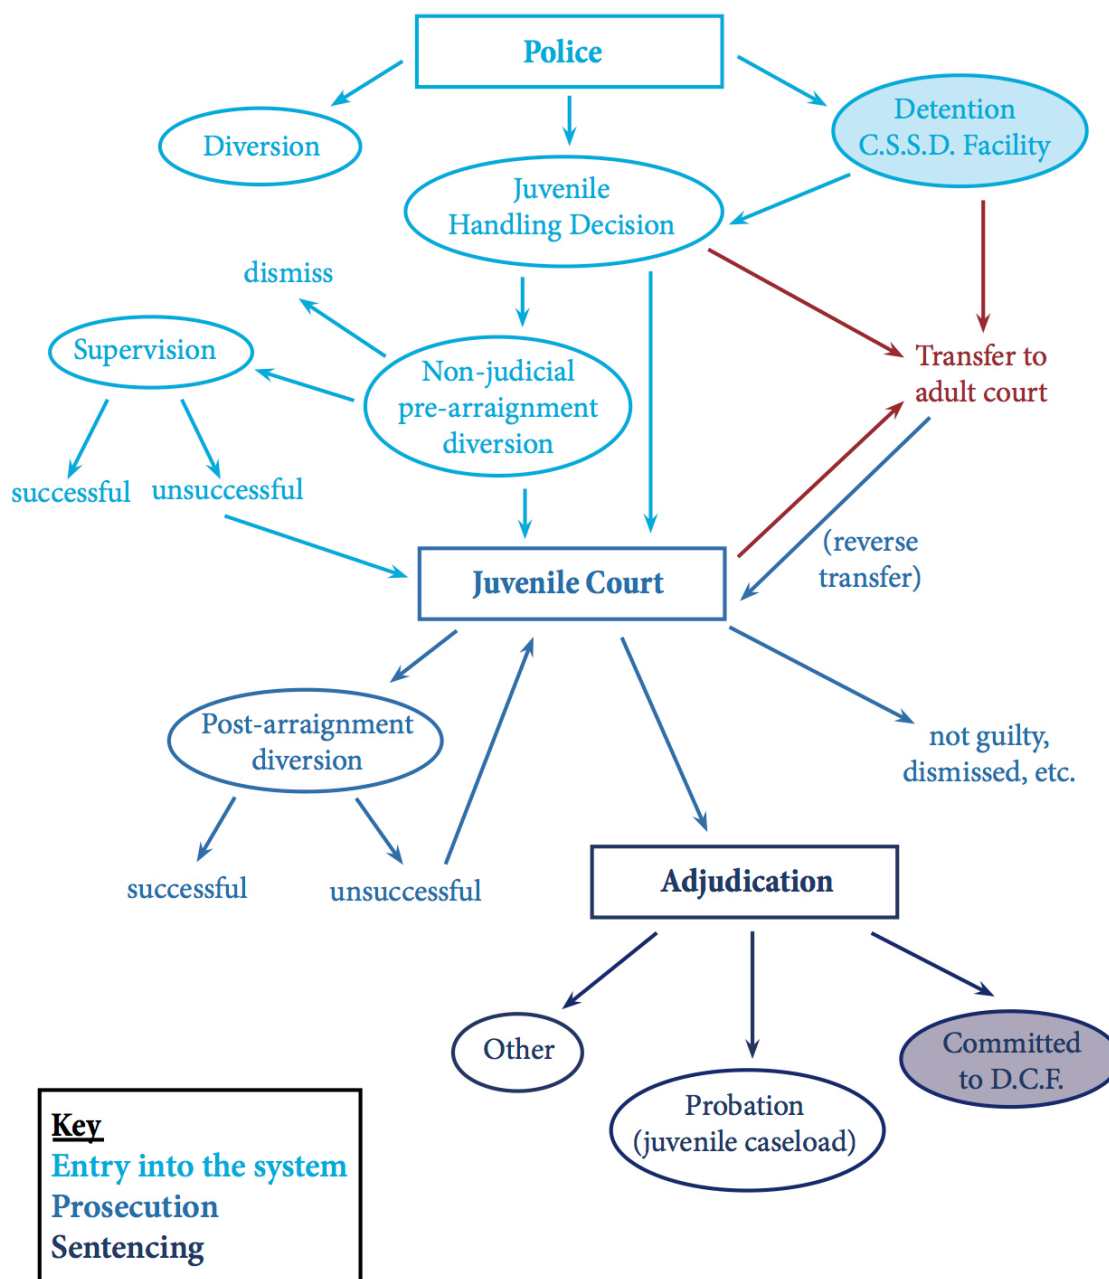 Police
Diversion
Detention
C.S.S.D. Facility
Juvenile
Handling Decision
dismiss
Supervision
Non-judicial
pre-arraignment
diversion
Transfer to
adult court
successful
unsuccessful
(reverse
transfer)
Juvenile Court
Post-arraignment
diversion
not guilty,
dismissed, etc.
successful
unsuccessful
Adjudication
Other
Committed
to D.C.F.
Probation
(juvenile caseload)
Key
Entry into the system
Prosecution
Sentencing